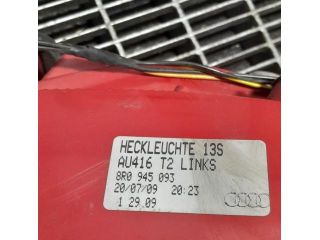 HECKLEUCHTE 13S
AU416 T2 LINKS
8R0 945 093
20/07/09 20:23
1 29.09